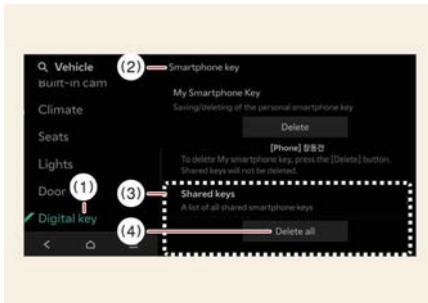 Vehicle
(2)
Smartphone key
Built-in cam
My Smartphone Key
Climate
Saving/deleting of the personal smartphone key
Delete
Seats
[Phone] 장동건
Lights
To delete My smartphone key, press the [Delete] button.
Shared keys will not be deleted.
Door
(1)
(3)
Shared keys
A list of all shared smartphone keys
Digital key
(4)
Delete all